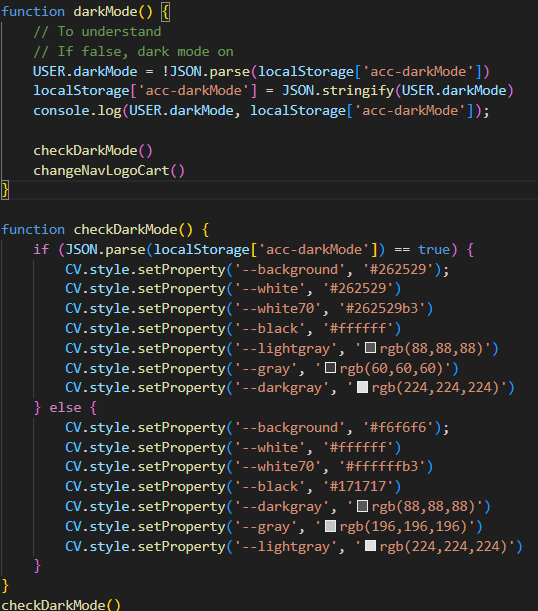 function darkMode() {
// To understand
// If false, dark mode on
USER.darkMode = !JSON.parse(localStorage['acc-darkMode'])
localStorage['acc-darkMode'] = JSON.stringify(USER.darkMode)
console.log(USER.darkMode, localStorage['acc-darkMode']);
checkDarkMode()
changeNavLogoCart()
}
function checkDarkMode() {
if (JSON.parse(localStorage['acc-darkMode']) == true) {
CV.style.setProperty('--background', '#262529');
CV.style.setProperty('--white', '#262529')
CV.style.setProperty('--white70', '#262529b3')
CV.style.setProperty('--black', '#ffffff')
CV.style.setProperty('--lightgray', 'rgb(88,88,88)')
CV.style.setProperty('--gray', 'rgb(60,60,60)')
CV.style.setProperty('--darkgray', 'rgb(224,224,224)')
} else {
CV.style.setProperty('--background', '#f6f6f6');
CV.style.setProperty('--white', '#ffffff')
CV.style.setProperty('--white70', '#ffffffb3')
CV.style.setProperty('--black', '#171717')
CV.style.setProperty('--darkgray', 'rgb(88,88,88)')
CV.style.setProperty('--gray', 'rgb(196,196,196)')
CV.style.setProperty('--lightgray', 'rgb(224,224,224)')
}
}
checkDarkMode()